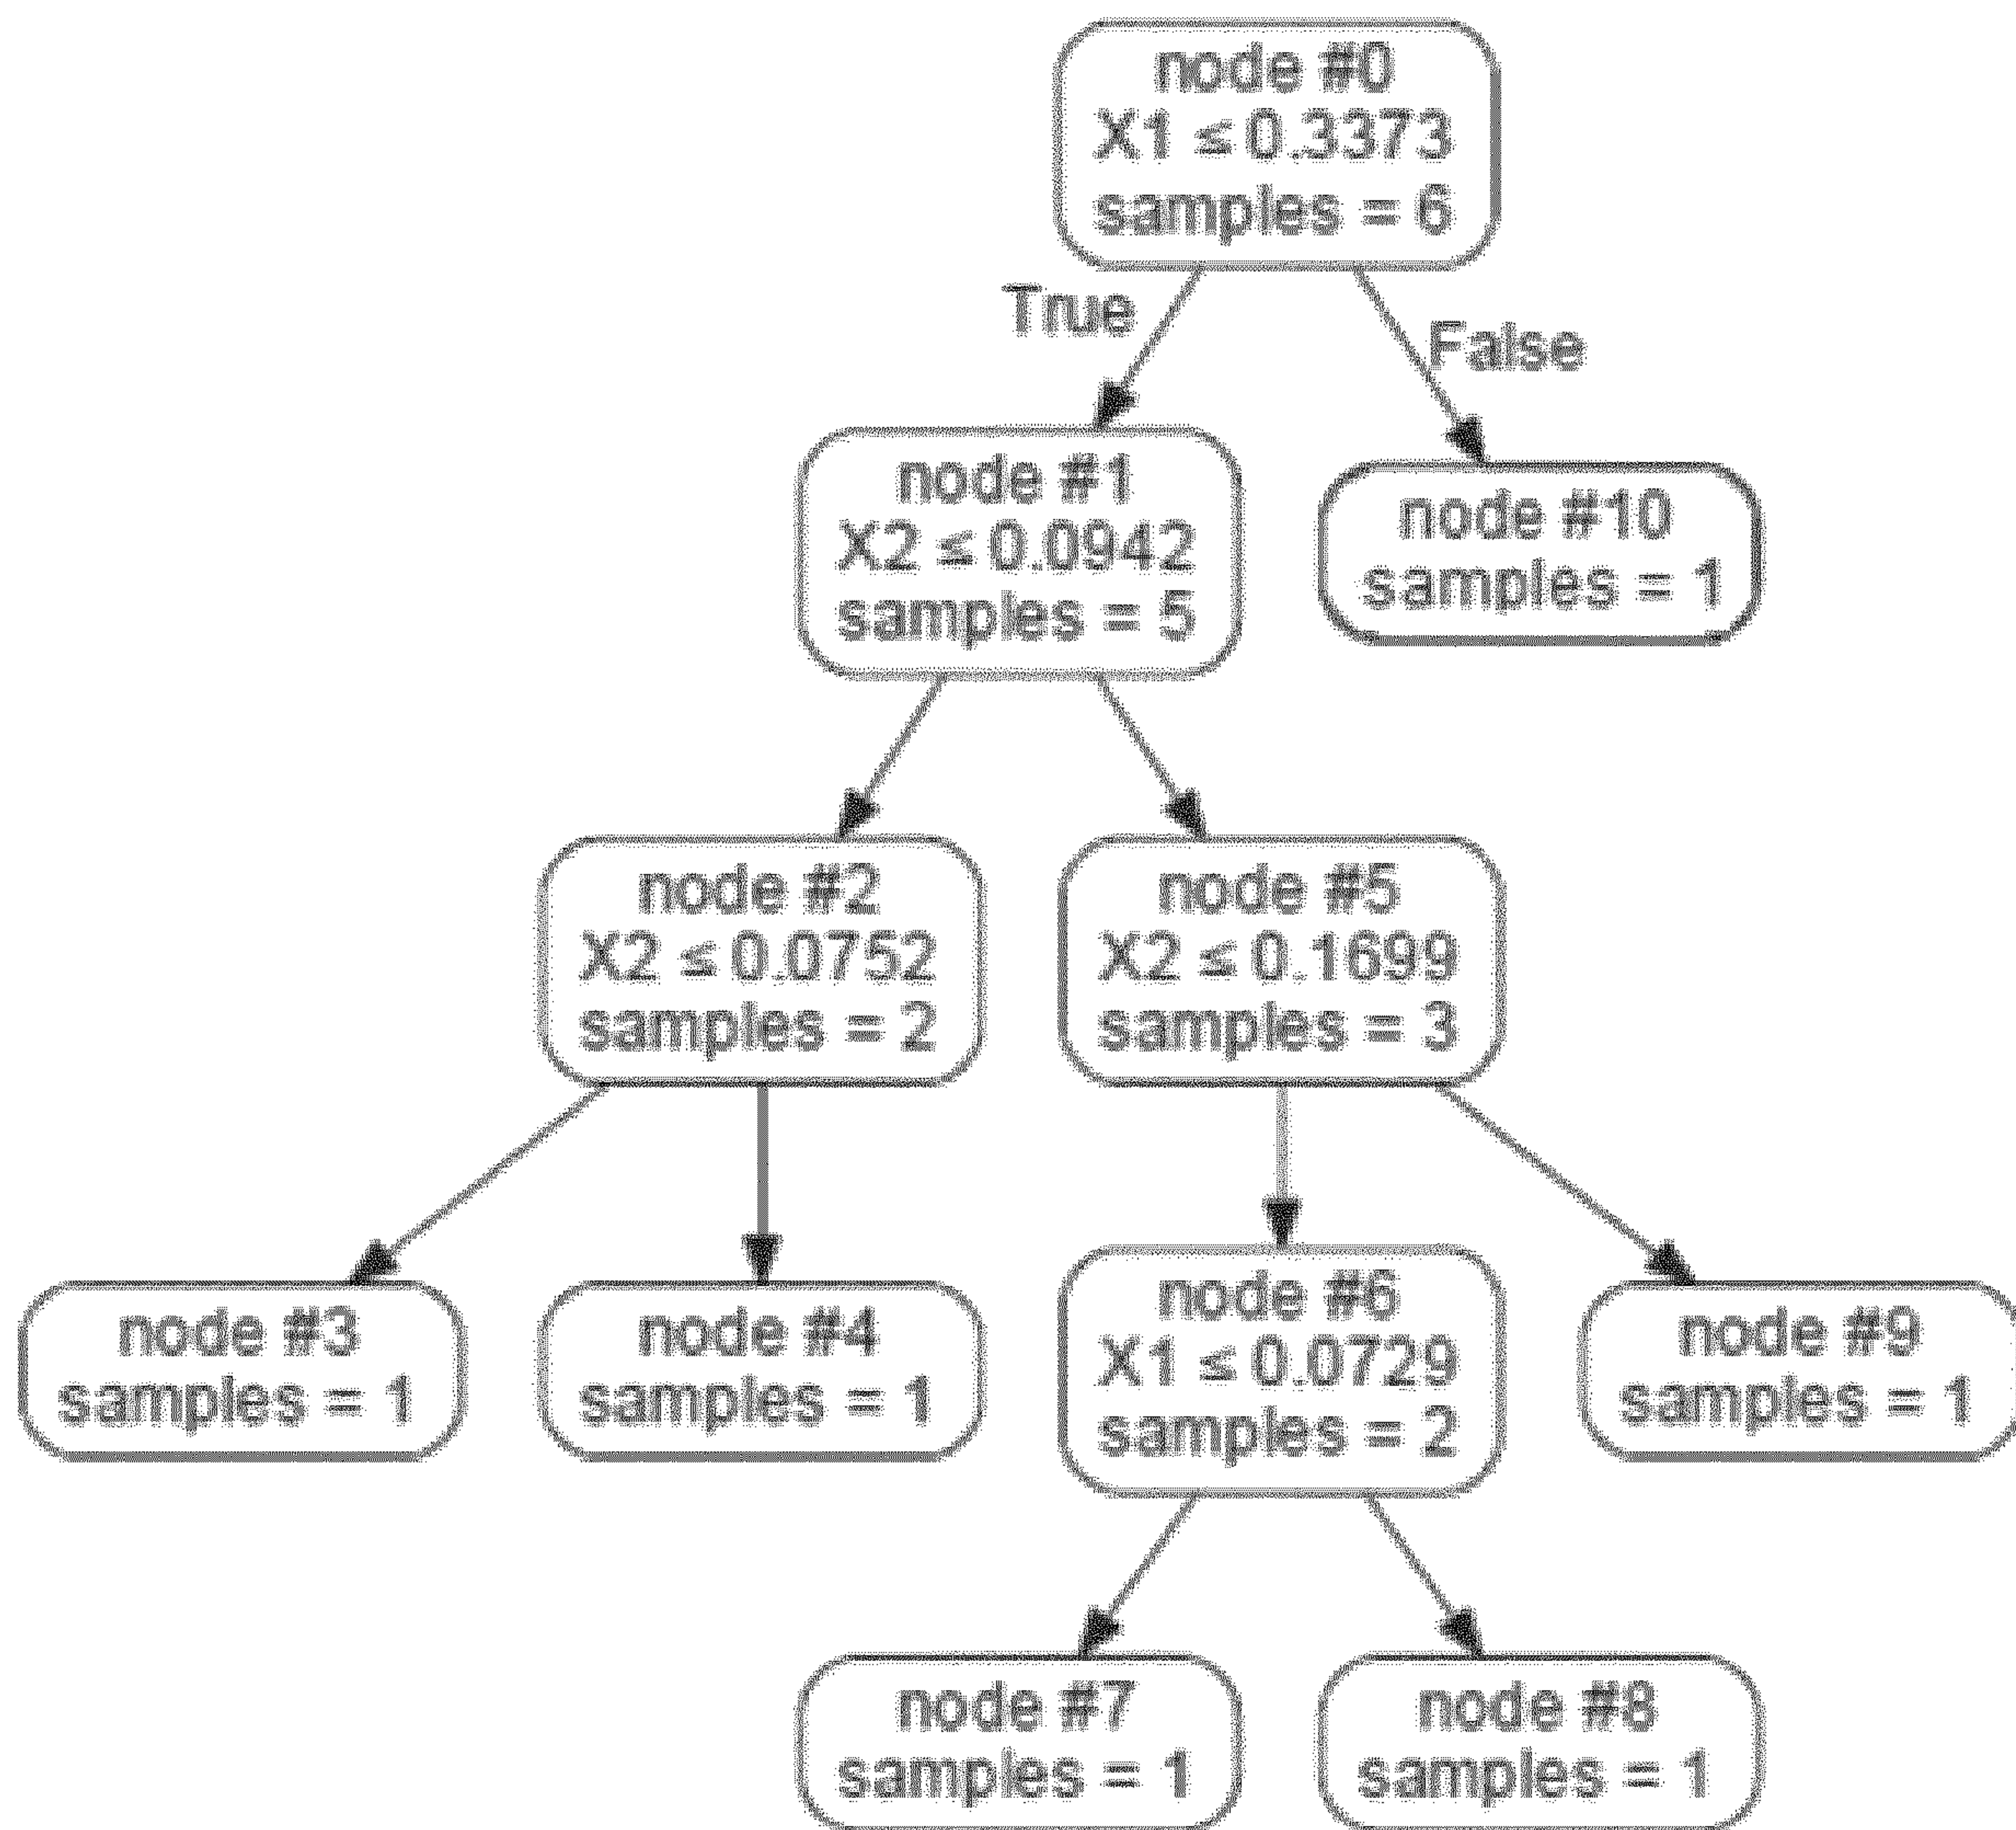 node #0
X1 ≤ 0.3373
samples = 6
True
False
node #1
X2 ≤ 0.0942
samples = 5
node #10
samples = 1
node #2
X2 ≤ 0.0752
samples = 2
node #5
X2 ≤ 0.1699
samples = 3
node #3
samples = 1
node #4
samples = 1
node #6
X1 ≤ 0.0729
samples = 2
node #9
samples = 1
node #7
samples = 1
node #8
samples = 1